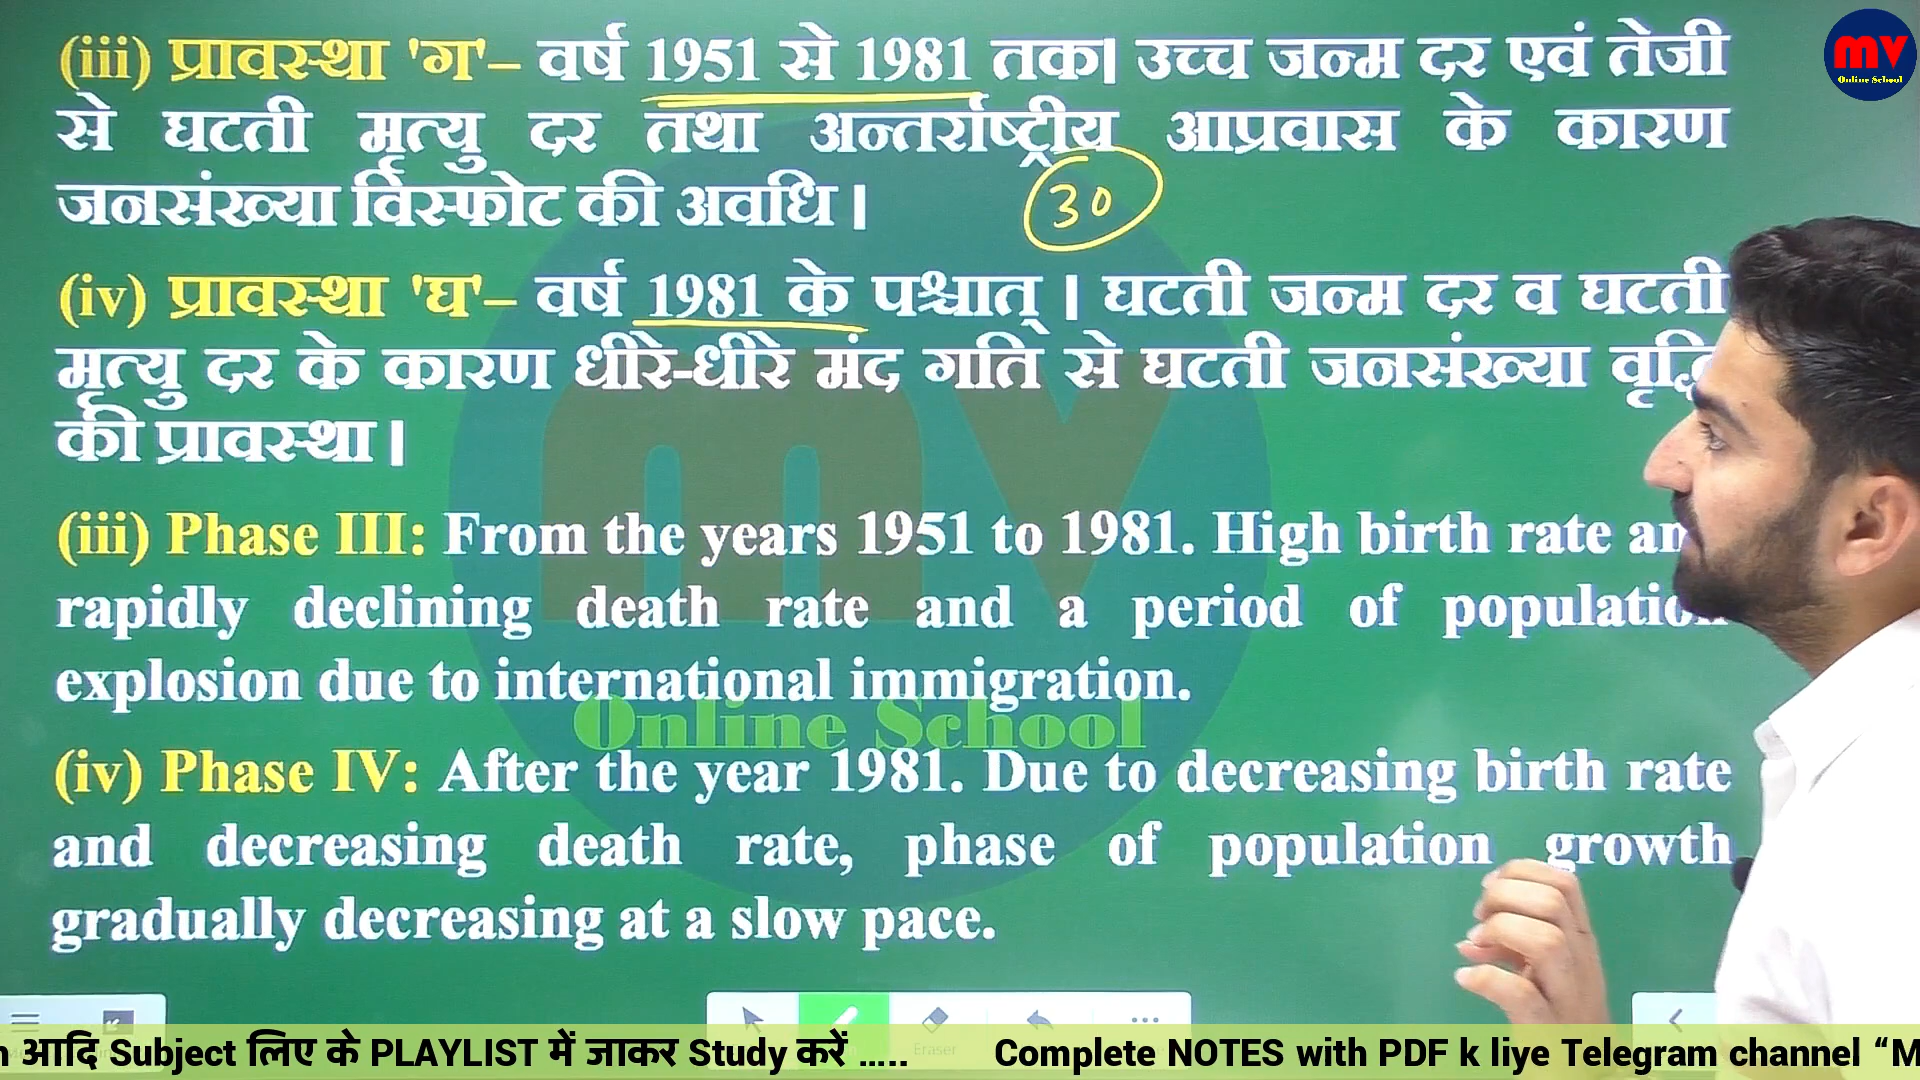 (iii) प्रावस्था 'ग'– वर्ष 1951 से 1981 तक। उच्च जन्म दर एवं तेजी
से घटती मृत्यु दर तथा अन्तर्राष्ट्रीय आप्रवास के कारण
जनसंख्या विस्फोट की अवधि।
30
(iv) प्रावस्था 'घ'– वर्ष 1981 के पश्चात्। घटती जन्म दर व घटती
मृत्यु दर के कारण धीरे-धीरे मंद गति से घटती जनसंख्या वृद्धि
की प्रावस्था।
(iii) Phase III: From the years 1951 to 1981. High birth rate an
rapidly declining death rate and a period of populatio
explosion due to international immigration.
(iv) Phase IV: After the year 1981. Due to decreasing birth rate
and decreasing death rate, phase of population growth
gradually decreasing at a slow pace.
mv
Online School
mv
Online School
Eraser
आदि Subject लिए के PLAYLIST में जाकर Study करें ..... Complete NOTES with PDF k liye Telegram channel “M